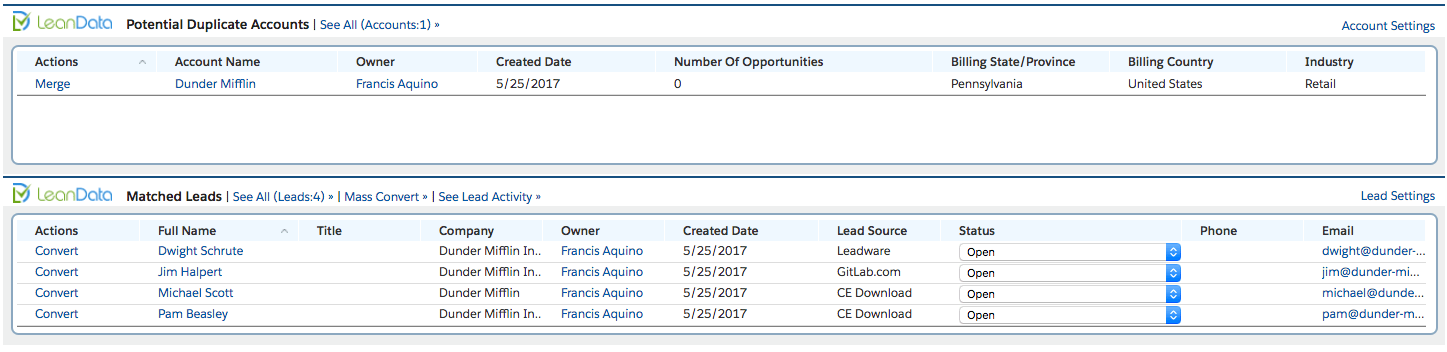 LeanData Potential Duplicate Accounts | See All (Accounts:1) » Account Settings
Actions Account Name Owner Created Date Number Of Opportunities Billing State/Province Billing Country Industry
Merge Dunder Mifflin Francis Aquino 5/25/2017 0 Pennsylvania United States Retail
LeanData Matched Leads | See All (Leads:4) » | Mass Convert » | See Lead Activity » Lead Settings
Actions Full Name Title Company Owner Created Date Lead Source Status Phone Email
Convert Dwight Schrute Dunder Mifflin In.. Francis Aquino 5/25/2017 Leadware Open dwight@dunder-...
Convert Jim Halpert Dunder Mifflin In.. Francis Aquino 5/25/2017 GitLab.com Open jim@dunder-mi...
Convert Michael Scott Dunder Mifflin Francis Aquino 5/25/2017 CE Download Open michael@dunde...
Convert Pam Beasley Dunder Mifflin In.. Francis Aquino 5/25/2017 CE Download Open pam@dunder-m...